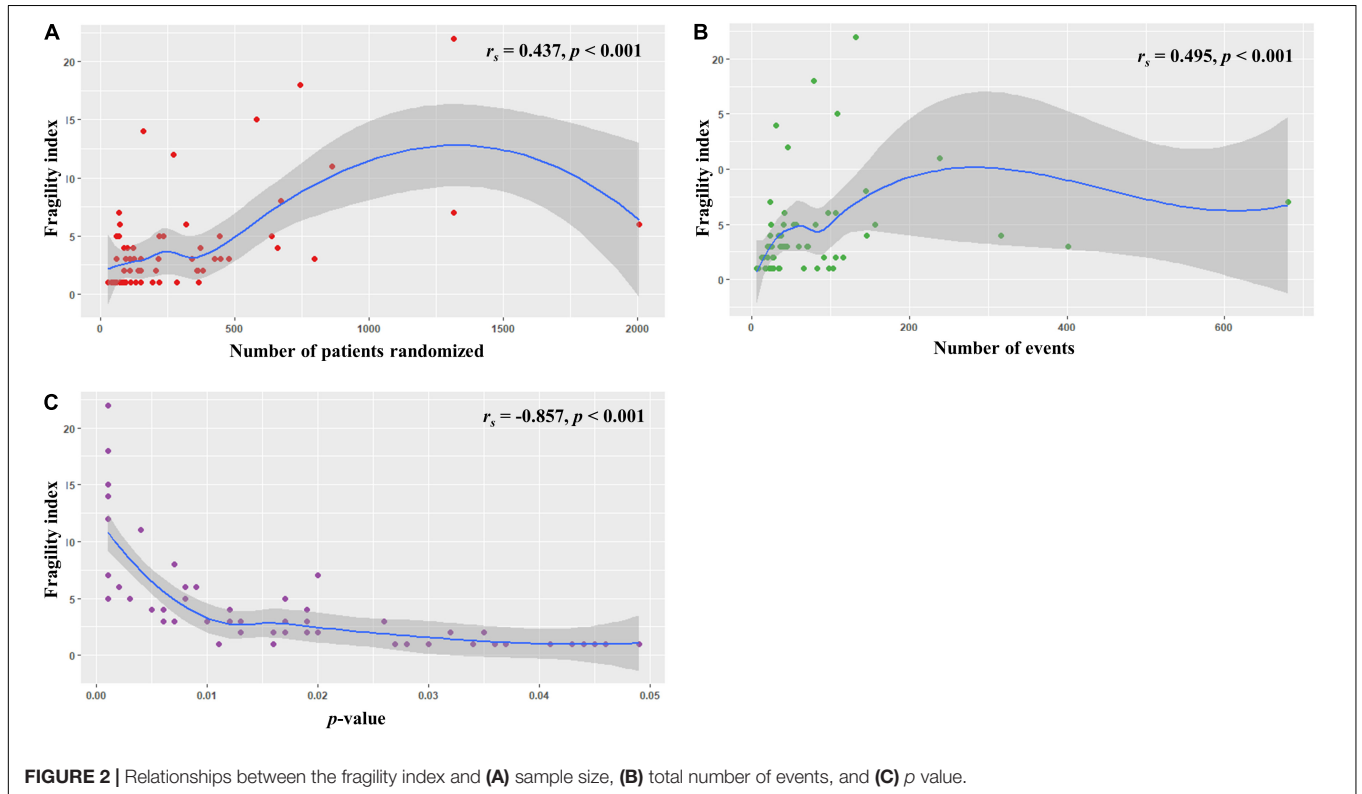 A
r_s = 0.437, p < 0.001
20
15
10
5
0
Fragility index
0 500 1000 1500 2000
Number of patients randomized
B
r_s = 0.495, p < 0.001
20
5
0
5
0
Fragility index
0 200 400 600
Number of events
C
r_s = -0.857, p < 0.001
20
15
10
5
0
Fragility index
0.00 0.01 0.02 0.03 0.04 0.05
p-value
FIGURE 2 | Relationships between the fragility index and (A) sample size, (B) total number of events, and (C) p value.